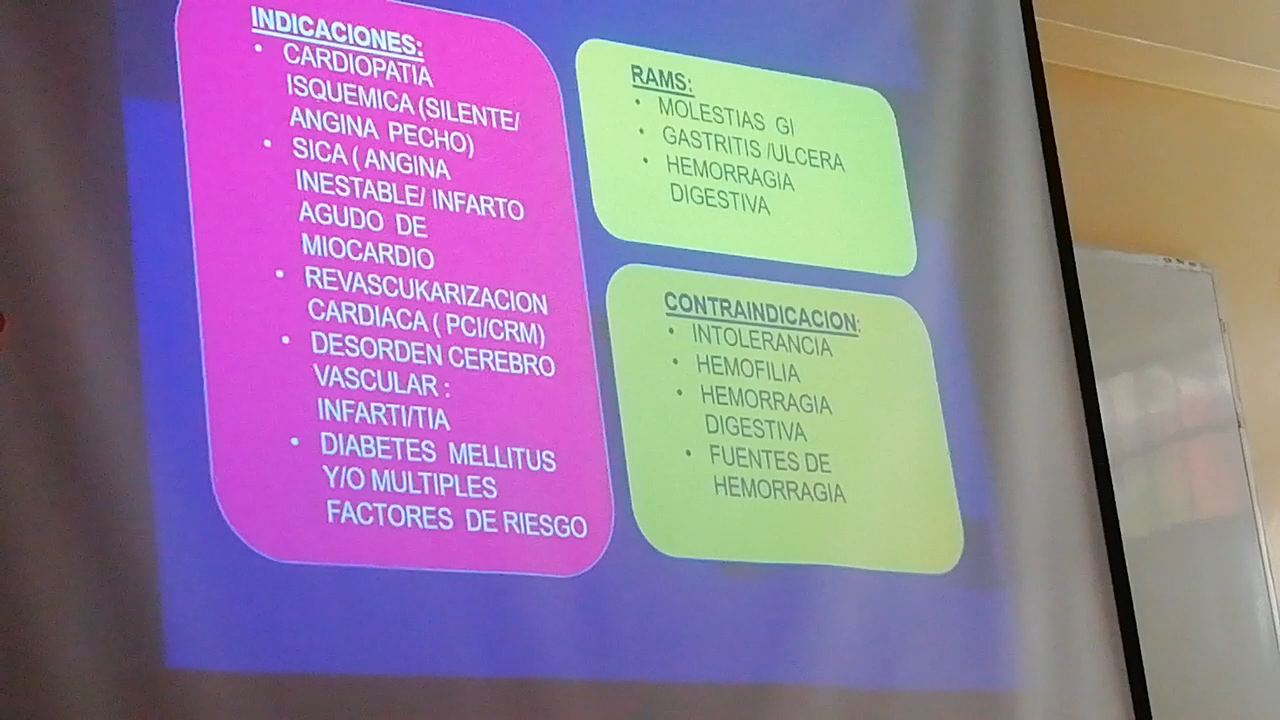 INDICACIONES:
• CARDIOPATIA
ISQUEMICA (SILENTE/
ANGINA PECHO)
• SICA ( ANGINA
INESTABLE/ INFARTO
AGUDO DE
MIOCARDIO
• REVASCUKARIZACION
CARDIACA ( PCI/CRM)
• DESORDEN CEREBRO
VASCULAR :
INFARTI/TIA
• DIABETES MELLITUS
Y/O MULTIPLES
FACTORES DE RIESGO
RAMS:
• MOLESTIAS GI
• GASTRITIS /ULCERA
• HEMORRAGIA
DIGESTIVA
CONTRAINDICACION:
• INTOLERANCIA
• HEMOFILIA
• HEMORRAGIA
DIGESTIVA
• FUENTES DE
HEMORRAGIA